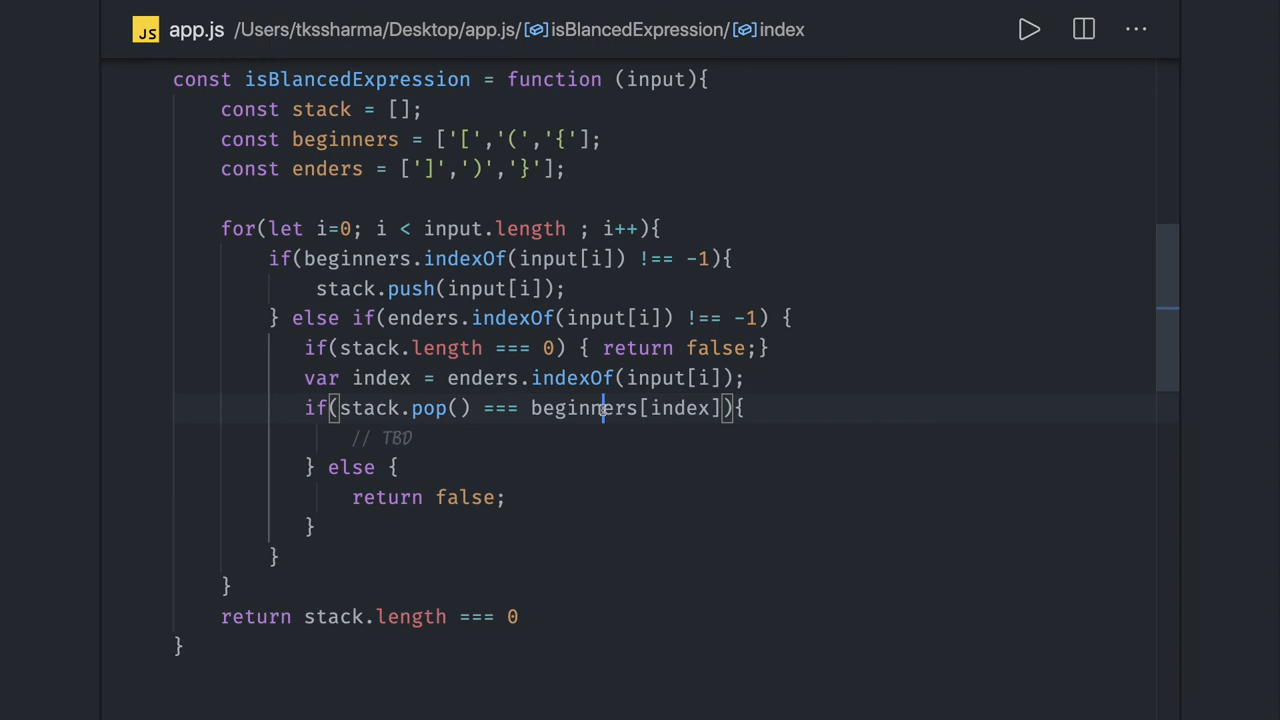 JS app.js /Users/tkssharma/Desktop/app.js/isBlancedExpression/index
const isBlancedExpression = function (input){
const stack = [];
const beginners = ['[','(','{'];
const enders = [']',')','}'];
for(let i=0; i < input.length ; i++){
if(beginners.indexOf(input[i]) !== -1){
stack.push(input[i]);
} else if(enders.indexOf(input[i]) !== -1) {
if(stack.length === 0) { return false;}
var index = enders.indexOf(input[i]);
if(stack.pop() === beginners[index]){
// TBD
} else {
return false;
}
}
}
return stack.length === 0
}